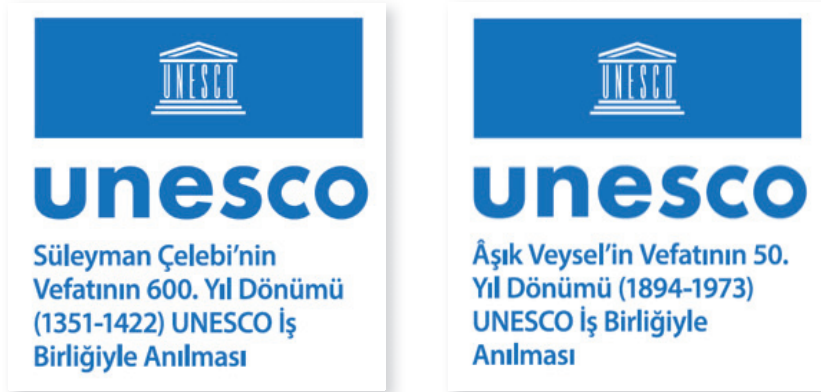 UNESCO
unesco
Süleyman Çelebi'nin
Vefatının 600. Yıl Dönümü
(1351-1422) UNESCO İş
Birliğiyle Anılması
UNESCO
unesco
Âşık Veysel'in Vefatının 50.
Yıl Dönümü (1894-1973)
UNESCO İş Birliğiyle
Anılması